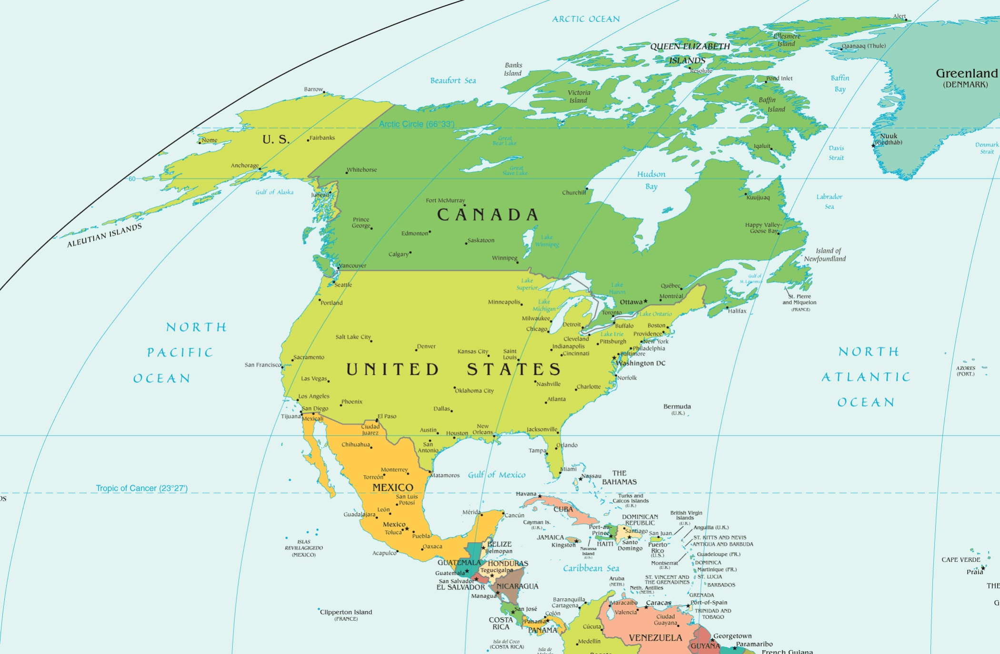 ARCTIC OCEAN
Alert
Ellesmere
Island
QUEEN ELIZABETH
ISLANDS
Resolute
Qaanaaq (Thule)
Banks
Island
Beaufort Sea
Pond Inlet
Baffin
Bay
Greenland
(DENMARK)
Barrow
Victoria
Island
Baffin
Island
Arctic Circle (66°33')
Nome
U. S.
Fairbanks
Great
Bear Lake
Iqaluit
Nuuk
(Godthåb)
Davis
Strait
Denmark
Strait
Anchorage
Whitehorse
Great
Slave Lake
Hudson
Bay
60
Gulf of Alaska
Juneau
Churchill
Kuujjuaq
Labrador
Sea
Fort McMurray
CANADA
Prince
George
Edmonton
Saskatoon
Lake
Winnipeg
Happy Valley-
Goose Bay
ALEUTIAN ISLANDS
Calgary
Winnipeg
Island of
Newfoundland
Vancouver
Seattle
Portland
Lake
Superior
Lake
Huron
Gulf of
St. Lawrence
Québec
Montréal
Ottawa
St. Pierre
and Miquelon
(FRANCE)
Minneapolis
Lake
Michigan
Toronto
Lake Ontario
Halifax
Milwaukee
Chicago
Detroit
Buffalo
Boston
Lake Erie
Providence
Cleveland
Pittsburgh
New York
Philadelphia
Baltimore
Washington DC
NORTH
PACIFIC
OCEAN
Salt Lake City
Denver
Kansas City
Saint
Louis
Indianapolis
Cincinnati
Sacramento
San Francisco
UNITED STATES
NORTH
ATLANTIC
OCEAN
AZORES
(PORT.)
Las Vegas
Oklahoma City
Nashville
Charlotte
Norfolk
Los Angeles
Phoenix
Dallas
Atlanta
Bermuda
(U.K.)
San Diego
Tijuana
Mexicali
El Paso
Ciudad
Juarez
Austin
Houston
New
Orleans
Jacksonville
Chihuahua
San
Antonio
Tampa
Orlando
Monterrey
Torreón
Matamoros
Gulf of Mexico
Miami
Nassau
THE
BAHAMAS
Tropic of Cancer (23°27')
OS
MEXICO
San Luis
Potosí
Havana
CUBA
Turks and
Caicos Islands
(U.K.)
León
Guadalajara
Mérida
Cancún
Cayman Is.
(U.K.)
DOMINICAN
REPUBLIC
British Virgin
Islands
(U.K.)
Mexico
Toluca
Puebla
Port-au-
Prince
Santiago
San Juan
Anguilla (U.K.)
JAMAICA
Kingston
HAITI
Santo
Domingo
Puerto
Rico
(U.S.)
ST. KITTS AND NEVIS
ANTIGUA AND BARBUDA
Navassa
Island
(U.S.)
ISLAS
REVILLAGIGEDO
(MEXICO)
Acapulco
Oaxaca
BELIZE
Belmopan
Guadeloupe (FR.)
Montserrat
(U.K.)
DOMINICA
Martinique (FR.)
GUATEMALA
HONDURAS
Guatemala
Tegucigalpa
Caribbean Sea
CAPE VERDE
Praia
San Salvador
EL SALVADOR
NICARAGUA
Managua
Aruba
(NETH.)
Neth. Antilles
(NETH.)
ST. VINCENT AND
THE GRENADINES
ST. LUCIA
BARBADOS
GRENADA
THE
G
Clipperton Island
(FRANCE)
San José
COSTA
RICA
Colón
Panama
PANAMA
Barranquilla
Cartagena
Maracaibo
Valencia
Caracas
Port-of-Spain
TRINIDAD AND
TOBAGO
Cúcuta
Ciudad
Guayana
Isla del Coco
(COSTA RICA)
Isla de
Medellín
VENEZUELA
Georgetown
GUYANA
Paramaribo
French Guiana